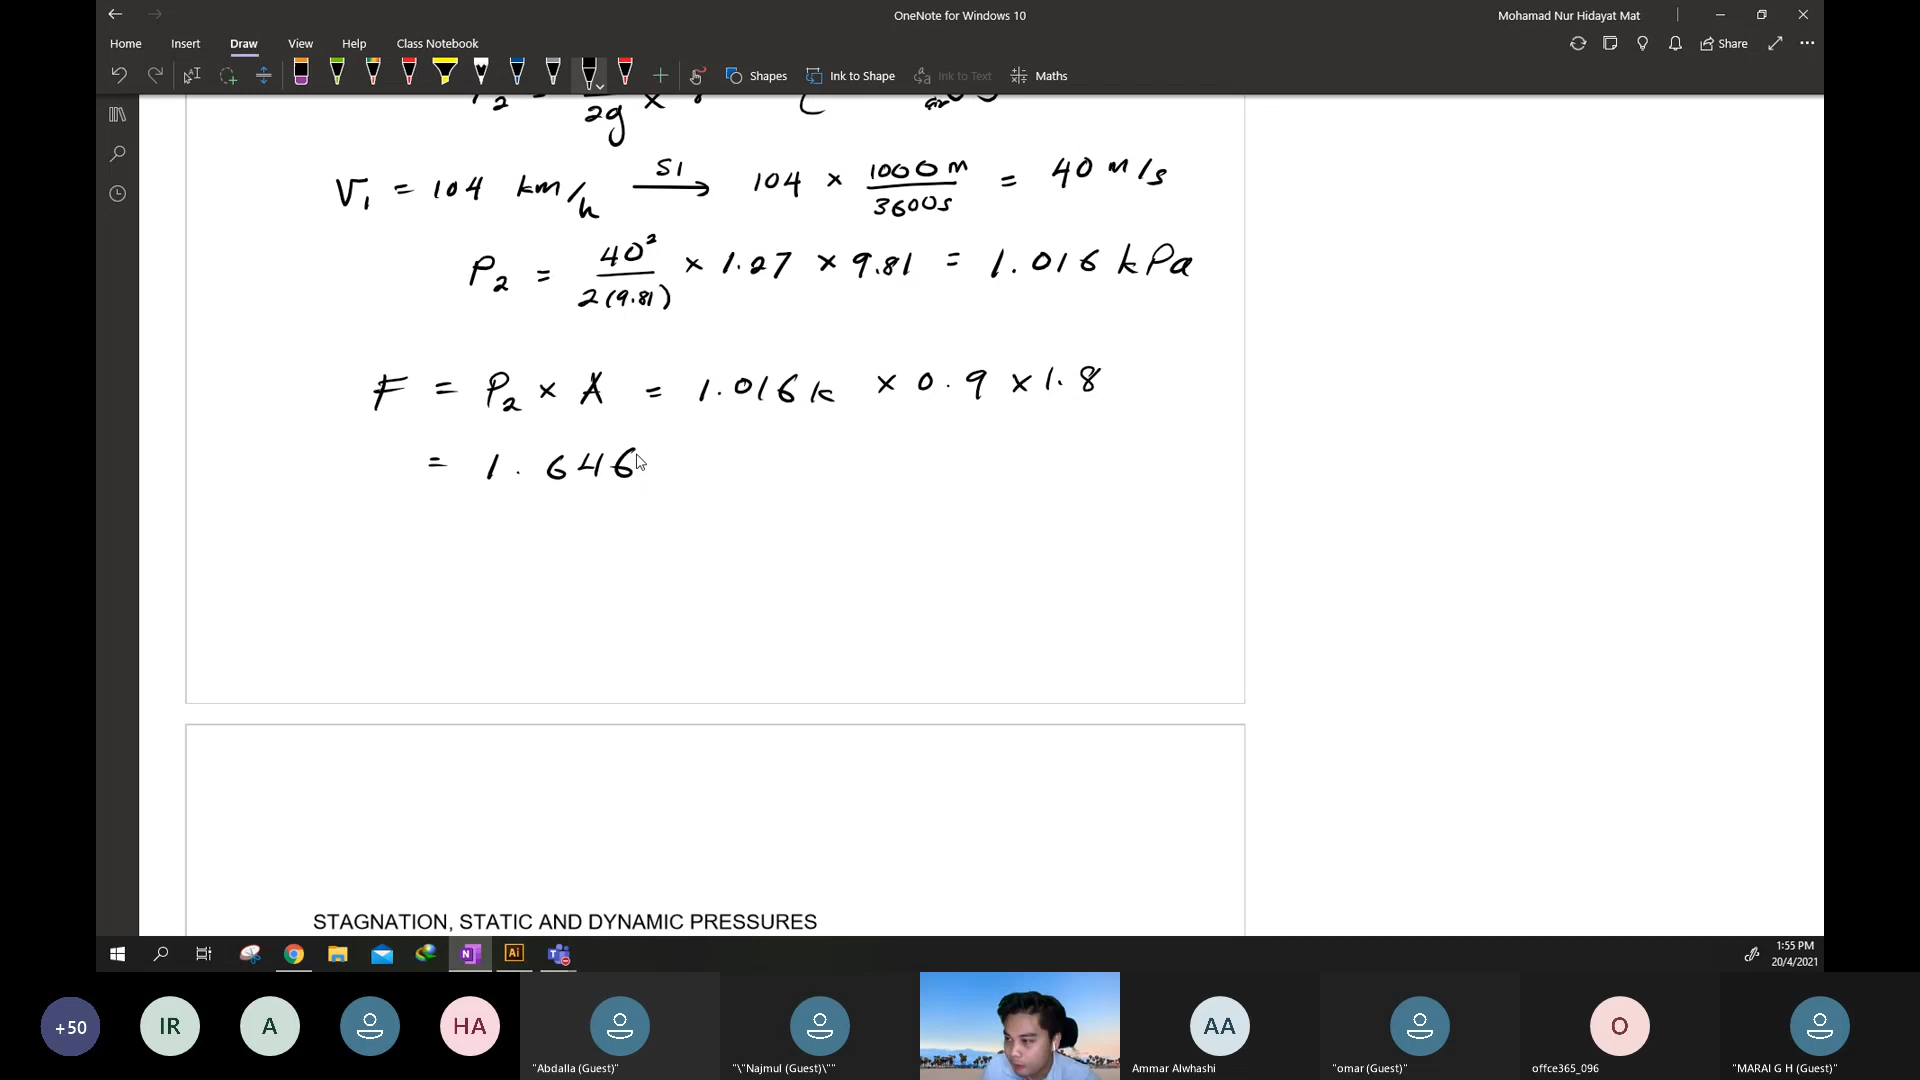 OneNote for Windows 10
Mohamad Nur Hidayat Mat
Home Insert Draw View Help Class Notebook
Share
Shapes
Ink to Shape
Ink to Text
Maths
2g ×
V₁ = 104 km/h —SI→ 104 × 1000 m / 3600 s = 40 m/s
P₂ = 40² / 2(9.81) × 1.27 × 9.81 = 1.016 kPa
F = P₂ × A = 1.016 k × 0.9 × 1.8
= 1.646
STAGNATION, STATIC AND DYNAMIC PRESSURES
1:55 PM
20/4/2021
+50
IR
A
HA
AA
O
"Abdalla (Guest)"
"\"Najmul (Guest)\""
Ammar Alwhashi
"omar (Guest)"
offce365_096
"MARAI G H (Guest)"